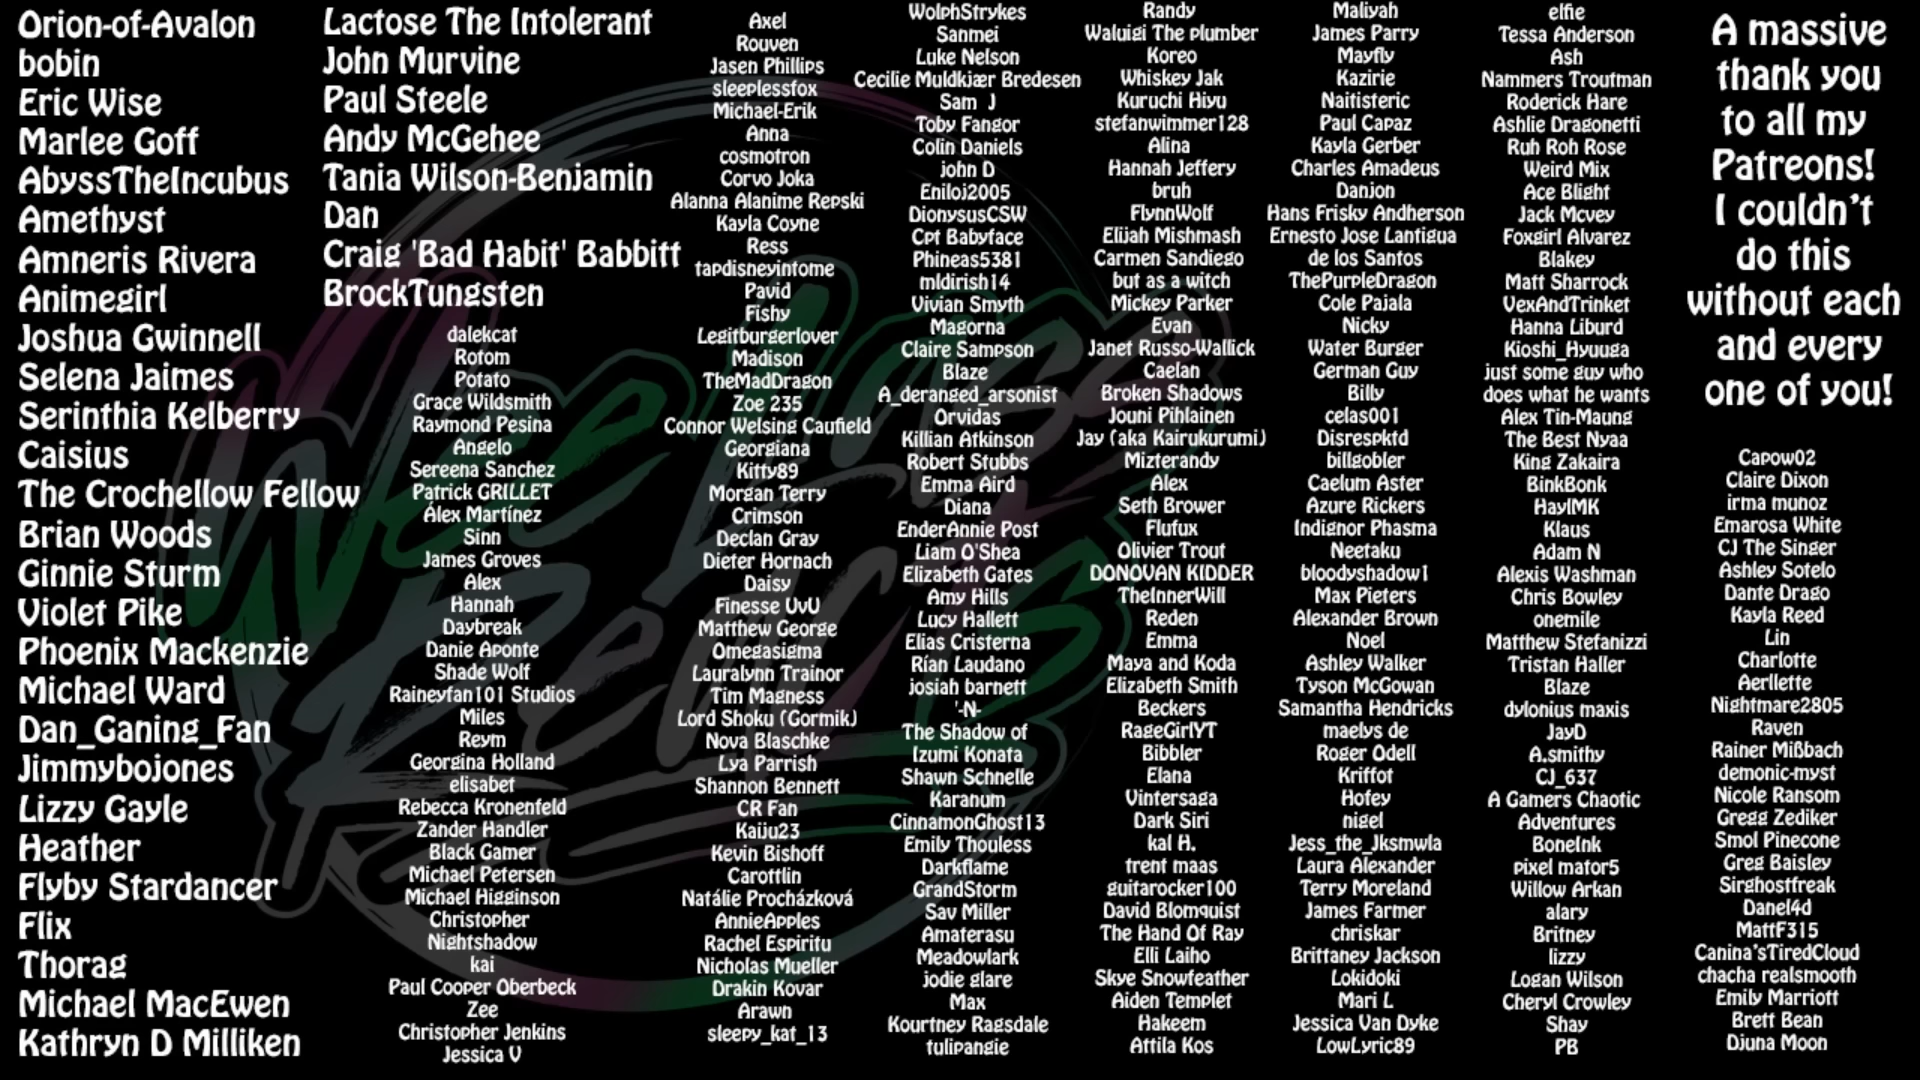 Orion-of-Avalon
bobin
Eric Wise
Marlee Goff
AbyssTheIncubus
Amethyst
Amneris Rivera
Animegirl
Joshua Gwinnell
Selena Jaimes
Serinthia Kelberry
Caisius
The Crochellow Fellow
Brian Woods
Ginnie Sturm
Violet Pike
Phoenix Mackenzie
Michael Ward
Dan_Ganing_Fan
Jimmybojones
Lizzy Gayle
Heather
Flyby Stardancer
Flix
Thorag
Michael MacEwen
Kathryn D Milliken
Lactose The Intolerant
John Murvine
Paul Steele
Andy McGehee
Tania Wilson-Benjamin
Dan
Craig 'Bad Habit' Babbitt
BrockTungsten
dalekcat
Rotom
Potato
Grace Wildsmith
Raymond Pesina
Angelo
Sereena Sanchez
Patrick GRILLET
Álex Martínez
Sinn
James Groves
Alex
Hannah
Daybreak
Danie Aponte
Shade Wolf
Raineyfan101 Studios
Miles
Reym
Georgina Holland
elisabet
Rebecca Kronenfeld
Zander Handler
Black Gamer
Michael Petersen
Michael Higginson
Christopher
Nightshadow
kai
Paul Cooper Oberbeck
Zee
Christopher Jenkins
Jessica V
Axel
Rouven
Jasen Phillips
sleeplessfox
Michael-Erik
Anna
cosmotron
Corvo Joka
Alanna Alanime Repski
Kayla Coyne
Ress
tapdisneyintome
Pavid
Fishy
Legitburgerlover
Madison
TheMadDragon
Zoe 235
Connor Welsing Caufield
Georgiana
Kitty89
Morgan Terry
Crimson
Declan Gray
Dieter Hornach
Daisy
Finesse UvU
Matthew George
Omegasigma
Lauralynn Trainor
Tim Magness
Lord Shoku (Gormik)
Nova Blaschke
Lya Parrish
Shannon Bennett
CR Fan
Kaiju23
Kevin Bishoff
Carottlin
Natálie Procházková
AnnieApples
Rachel Espiritu
Nicholas Mueller
Drakin Kovar
Arawn
sleepy_kat_13
WolphStrykes
Sanmei
Luke Nelson
Cecilie Muldkjær Bredesen
Sam J
Toby Fangor
Colin Daniels
john D
Eniloj2005
DionysusCSW
Cpt Babyface
Phineas5381
mldirish14
Vivian Smyth
Magorna
Claire Sampson
Blaze
A_deranged_arsonist
Orvidas
Killian Atkinson
Robert Stubbs
Emma Aird
Diana
EnderAnnie Post
Liam O'Shea
Elizabeth Gates
Amy Hills
Lucy Hallett
Elias Cristerna
Rían Laudano
josiah barnett
'-N-
The Shadow of
Izumi Konata
Shawn Schnelle
Karanum
CinnamonGhost13
Emily Thouless
Darkflame
GrandStorm
Sav Miller
Amaterasu
Meadowlark
jodie glare
Max
Kourtney Ragsdale
tulipangie
Randy
Waluigi The plumber
Koreo
Whiskey Jak
Kuruchi Hiyu
stefanwimmer128
Alina
Hannah Jeffery
bruh
FlynnWolf
Elijah Mishmash
Carmen Sandiego
but as a witch
Mickey Parker
Evan
Janet Russo-Wallick
Caelan
Broken Shadows
Jouni Pihlainen
Jay (aka Kairukurumi)
Mizterandy
Alex
Seth Brower
Flutux
Olivier Trout
DONOVAN KIDDER
TheInnerWill
Reden
Emma
Maya and Koda
Elizabeth Smith
Beckers
RageGirlYT
Bibbler
Elana
Vintersaga
Dark Siri
kal H.
trent maas
guitarocker100
David Blomquist
The Hand Of Ray
Elli Laiho
Skye Snowfeather
Aiden Templet
Hakeem
Attila Kos
Maliyah
James Parry
Mayfly
Kazirie
Naitisteric
Paul Capaz
Kayla Gerber
Charles Amadeus
Danjon
Hans Frisky Andherson
Ernesto Jose Lantigua
de los Santos
ThePurpleDragon
Cole Pajala
Nicky
Water Burger
German Guy
Billy
celas001
Disrespktd
billgobler
Caelum Aster
Azure Rickers
Indignor Phasma
Neetaku
bloodyshadow1
Max Pieters
Alexander Brown
Noel
Ashley Walker
Tyson McGowan
Samantha Hendricks
maelys de
Roger Odell
Kriffot
Hofey
nigel
Jess_the_Jksmwla
Laura Alexander
Terry Moreland
James Farmer
chriskar
Brittaney Jackson
Lokidoki
Mari L
Jessica Van Dyke
LowLyric89
elfie
Tessa Anderson
Ash
Nammers Troutman
Roderick Hare
Ashlie Dragonetti
Ruh Roh Rose
Weird Mix
Ace Blight
Jack Mcvey
Foxgirl Alvarez
Blakey
Matt Sharrock
VexAndTrinket
Hanna Liburd
Kioshi_Hyuuga
just some guy who
does what he wants
Alex Tin-Maung
The Best Nyaa
King Zakaira
BinkBonk
HaylMK
Klaus
Adam N
Alexis Washman
Chris Bowley
onemile
Matthew Stefanizzi
Tristan Haller
Blaze
dylonius maxis
JayD
A.smithy
CJ_637
A Gamers Chaotic
Adventures
BoneInk
pixel mator5
Willow Arkan
alary
Britney
lizzy
Logan Wilson
Cheryl Crowley
Shay
PB
A massive
thank you
to all my
Patreons!
I couldn't
do this
without each
and every
one of you!
Capow02
Claire Dixon
irma munoz
Emarosa White
CJ The Singer
Ashley Sotelo
Dante Drago
Kayla Reed
Lin
Charlotte
Aerllette
Nightmare2805
Raven
Rainer Mißbach
demonic-myst
Nicole Ransom
Gregg Zediker
Smol Pinecone
Greg Baisley
Sirghostfreak
Danel4d
MattF315
Canina'sTiredCloud
chacha realsmooth
Emily Marriott
Brett Bean
Djuna Moon